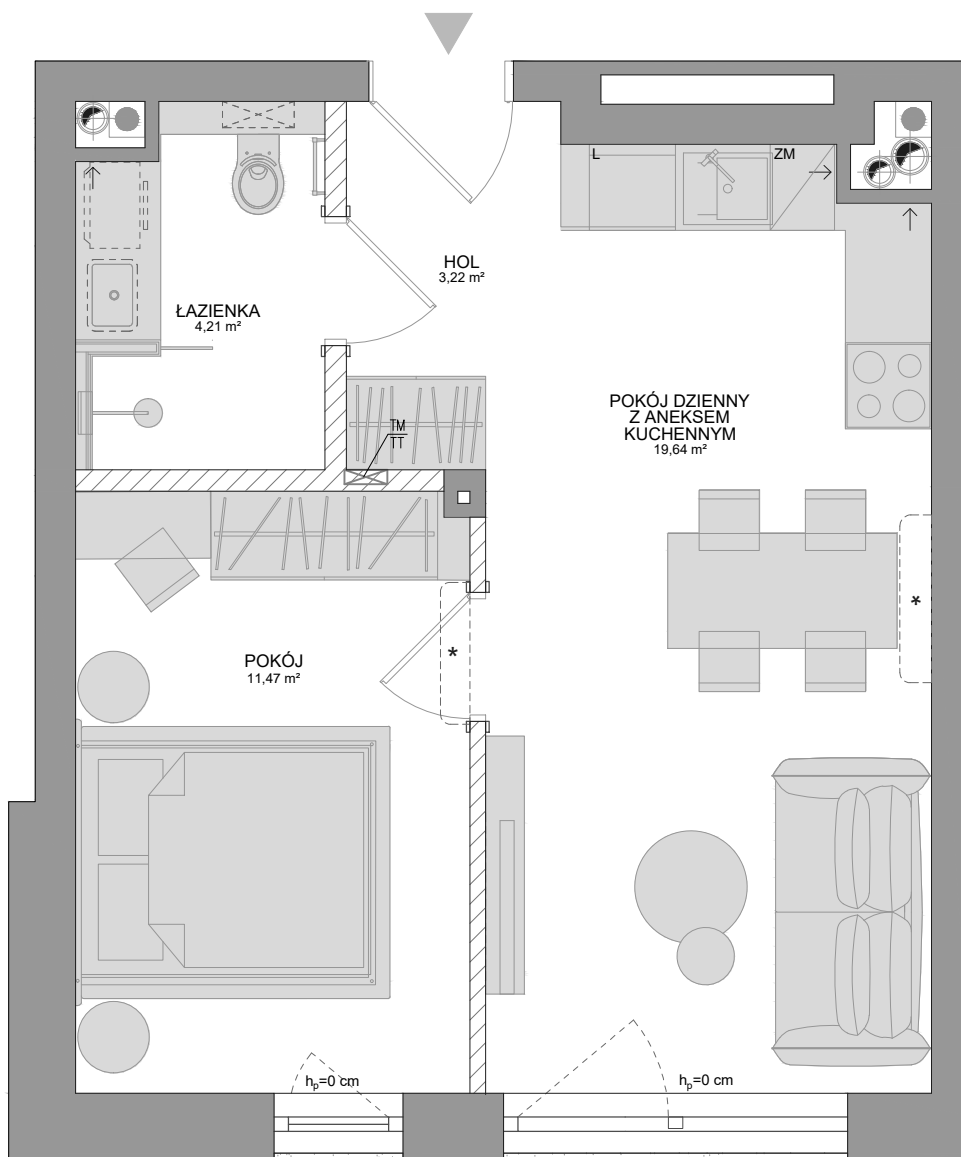 L
ZM
HOL
3,22 m²
ŁAZIENKA
4,21 m²
POKÓJ DZIENNY
Z ANEKSEM
KUCHENNYM
19,64 m²
TM
TT
*
POKÓJ
11,47 m²
*
hp=0 cm
hp=0 cm